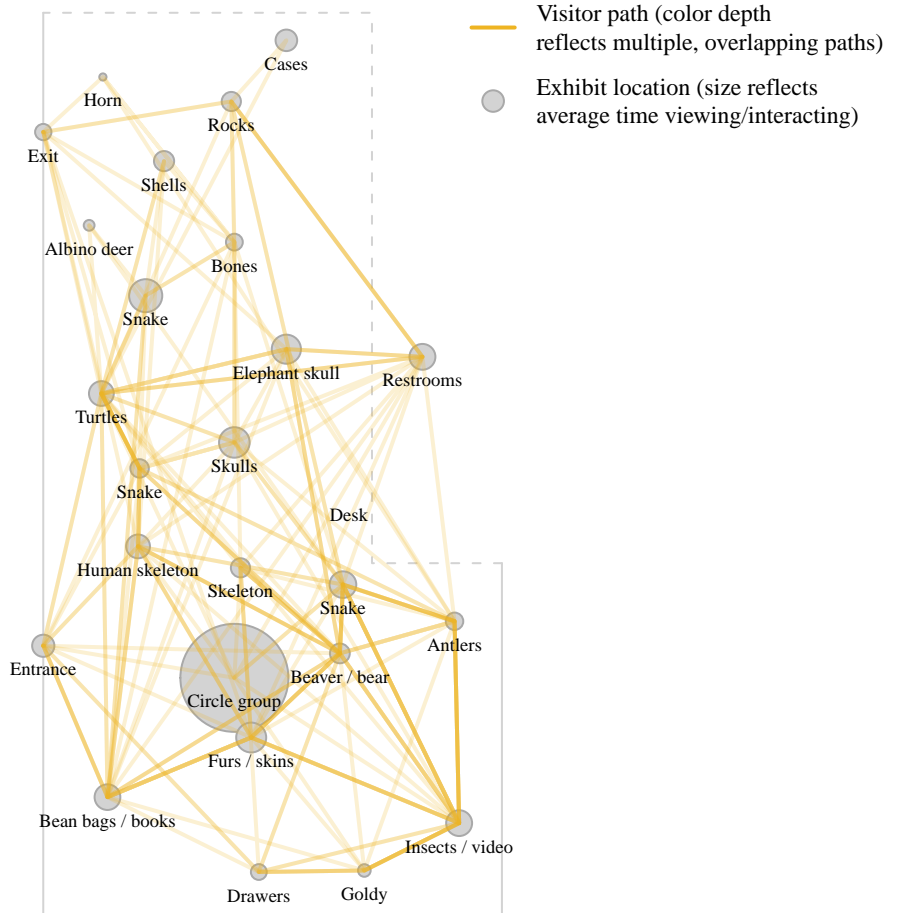 Visitor path (color depth
reflects multiple, overlapping paths)
Exhibit location (size reflects
average time viewing/interacting)
Cases
Horn
Rocks
Exit
Shells
Albino deer
Bones
Snake
Elephant skull
Restrooms
Turtles
Skulls
Snake
Desk
Human skeleton
Skeleton
Snake
Antlers
Entrance
Beaver / bear
Circle group
Furs / skins
Bean bags / books
Insects / video
Drawers
Goldy